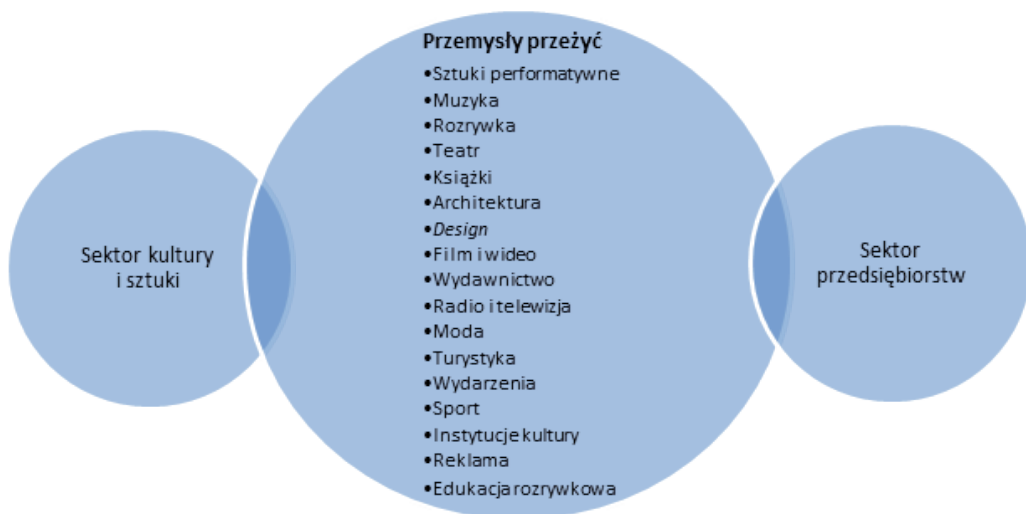 Przemysły przeżyć
•Sztuki performatywne
•Muzyka
•Rozrywka
•Teatr
•Książki
•Architektura
•Design
•Film i wideo
•Wydawnictwo
•Radio i telewizja
•Moda
•Turystyka
•Wydarzenia
•Sport
•Instytucje kultury
•Reklama
•Edukacja rozrywkowa
Sektor kultury
i sztuki
Sektor
przedsiębiorstw